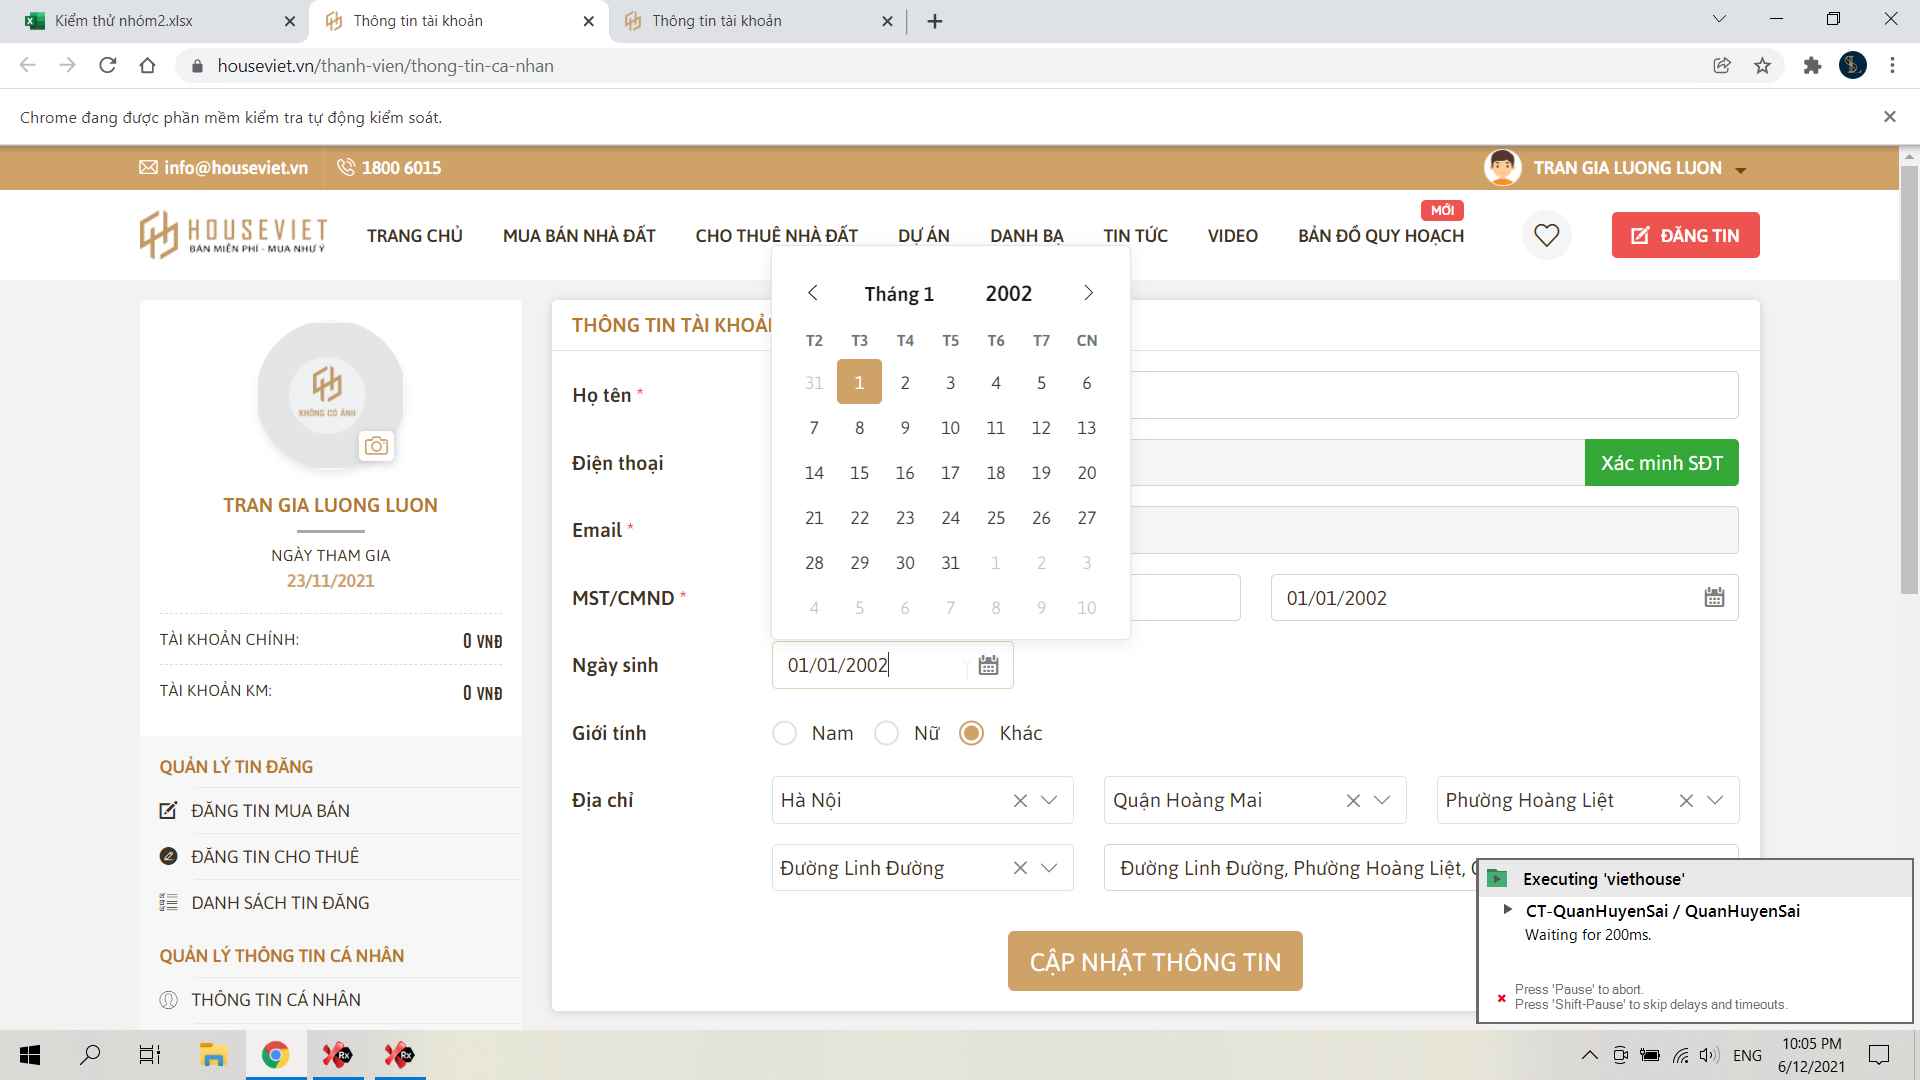 Kiểm thử nhóm2.xlsx
Thông tin tài khoản
Thông tin tài khoản
houseviet.vn/thanh-vien/thong-tin-ca-nhan
Chrome đang được phần mềm kiểm tra tự động kiểm soát.
info@houseviet.vn
1800 6015
TRAN GIA LUONG LUON
HOUSEVIET
BÁN MIỄN PHÍ - MUA NHƯ Ý
TRANG CHỦ
MUA BÁN NHÀ ĐẤT
CHO THUÊ NHÀ ĐẤT
DỰ ÁN
DANH BẠ
TIN TỨC
VIDEO
BẢN ĐỒ QUY HOẠCH
MỚI
ĐĂNG TIN
KHÔNG CÓ ẢNH
TRAN GIA LUONG LUON
NGÀY THAM GIA
23/11/2021
TÀI KHOẢN CHÍNH: 0 VNĐ
TÀI KHOẢN KM: 0 VNĐ
QUẢN LÝ TIN ĐĂNG
ĐĂNG TIN MUA BÁN
ĐĂNG TIN CHO THUÊ
DANH SÁCH TIN ĐĂNG
QUẢN LÝ THÔNG TIN CÁ NHÂN
THÔNG TIN CÁ NHÂN
THÔNG TIN TÀI KHOẢ
Tháng 1 2002
T2 T3 T4 T5 T6 T7 CN
31 1 2 3 4 5 6
7 8 9 10 11 12 13
14 15 16 17 18 19 20
21 22 23 24 25 26 27
28 29 30 31 1 2 3
4 5 6 7 8 9 10
Họ tên *
Điện thoại
Xác minh SĐT
Email *
MST/CMND *
01/01/2002
Ngày sinh
01/01/2002
Giới tính
Nam Nữ Khác
Địa chỉ
Hà Nội
Quận Hoàng Mai
Phường Hoàng Liệt
Đường Linh Đường
Đường Linh Đường, Phường Hoàng Liệt,
CẬP NHẬT THÔNG TIN
Executing 'viethouse'
CT-QuanHuyenSai / QuanHuyenSai
Waiting for 200ms.
Press 'Pause' to abort.
Press 'Shift-Pause' to skip delays and timeouts.
Rx
Rx
ENG
10:05 PM
6/12/2021